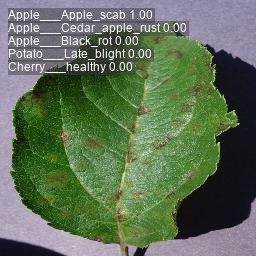 Apple___Apple_scab 1.00
Apple___Cedar_apple_rust 0.00
Apple___Black_rot 0.00
Potato___Late_blight 0.00
Cherry___healthy 0.00